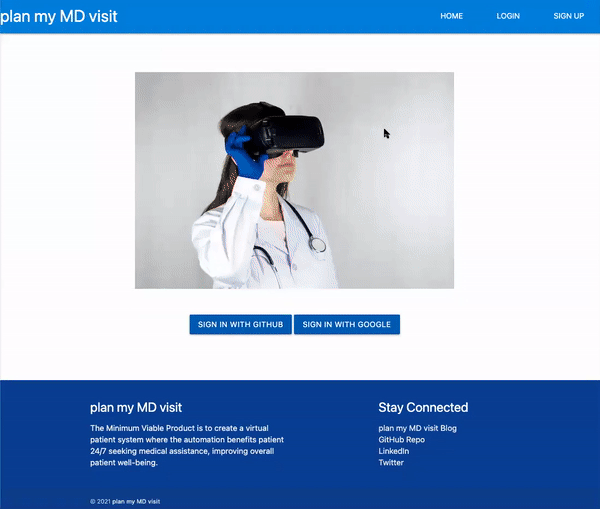 plan my MD visit
HOME
LOGIN
SIGN UP
SIGN IN WITH GITHUB
SIGN IN WITH GOOGLE
plan my MD visit
The Minimum Viable Product is to create a virtual
patient system where the automation benefits patient
24/7 seeking medical assistance, improving overall
patient well-being.
Stay Connected
plan my MD visit Blog
GitHub Repo
LinkedIn
Twitter
© 2021 plan my MD visit